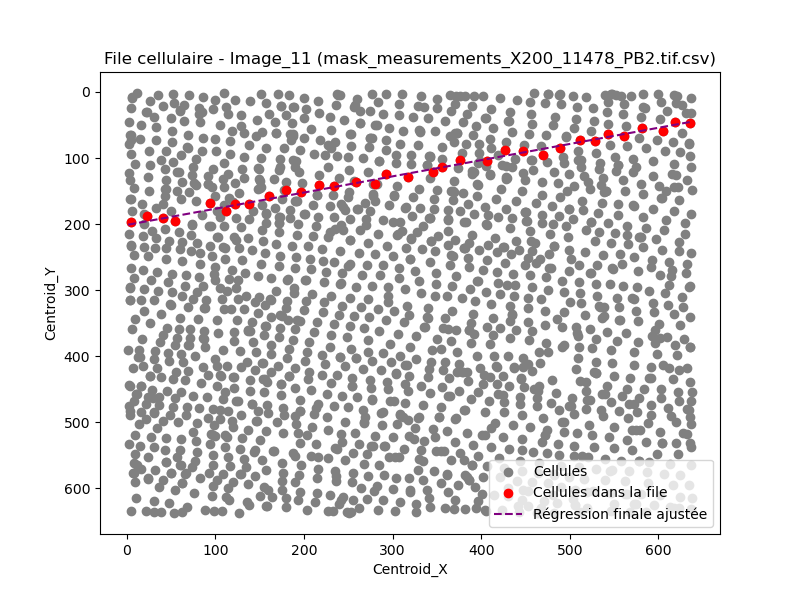 File cellulaire - Image_11 (mask_measurements_X200_11478_PB2.tif.csv)
0
100
200
300
400
500
600
Centroid_Y
Cellules
Cellules dans la file
Régression finale ajustée
0 100 200 300 400 500 600
Centroid_X